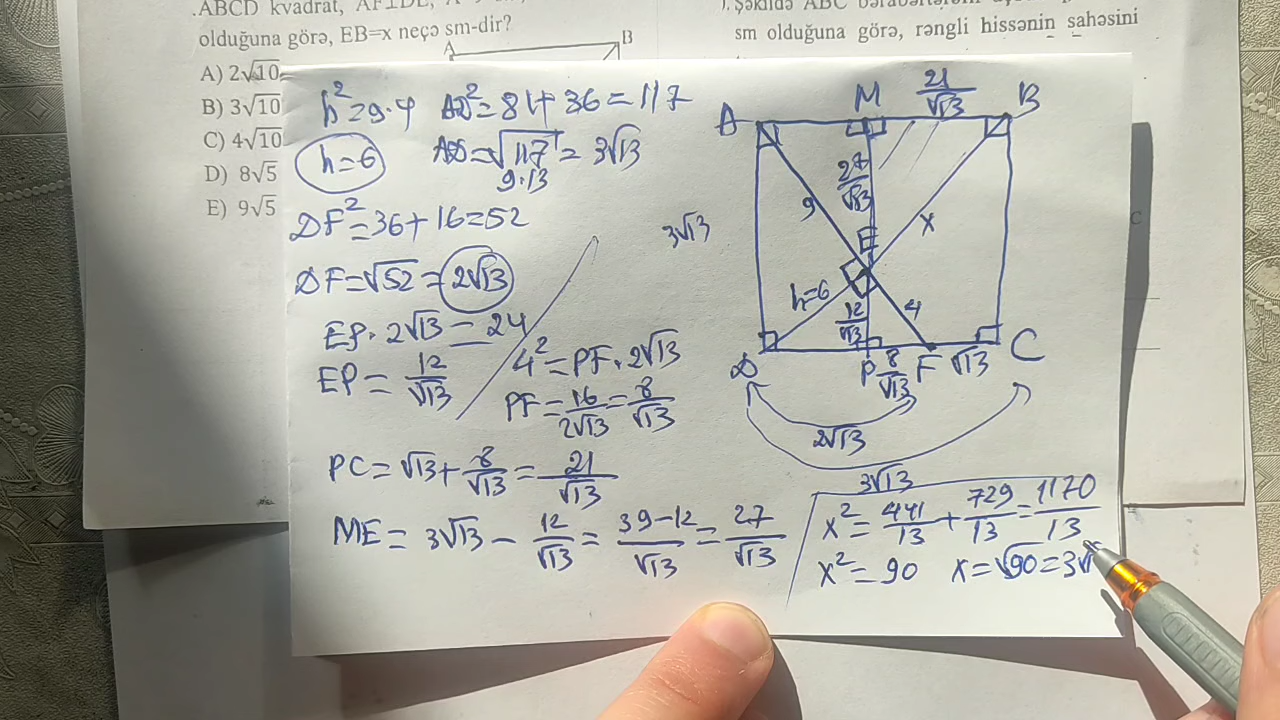 .ABCD kvadrat,
olduğuna görə, EB=x neçə sm-dir?
A) 2√10
B) 3√10
C) 4√10
D) 8√5
E) 9√5
A
B
). Şəkildə ABC
sm olduğuna görə, rəngli hissənin sahəsini
h²=9·4
AD²=81+36=117
h=6
AD=√117=3√13
9·13
DF²=36+16=52
DF=√52=2√13
EP·2√13=24
EP=12/√13
4²=PF·2√13
PF=16/2√13=8/√13
PC=√13+8/√13=21/√13
ME=3√13-12/√13=39-12/√13=27/√13
x²=441/13+729/13=1170/13
x²=90 x=√90=3√
21/√13
A M B
27/√13
9
x
3√13
E
h=6
4
12/√13
D P 8/√13 F √13 C
2√13
3√13
C